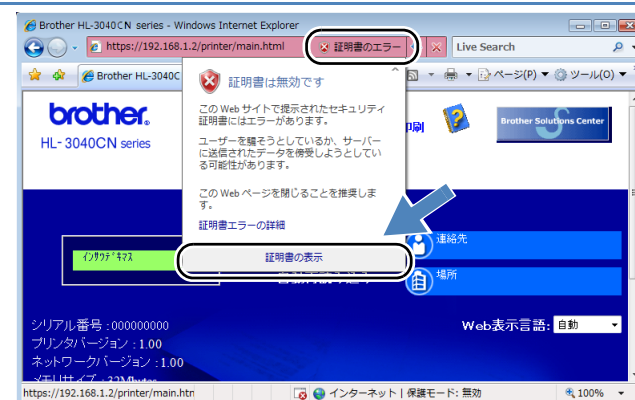 Brother HL-3040CN series - Windows Internet Explorer
https://192.168.1.2/printer/main.html
証明書のエラー
Live Search
Brother HL-3040C
ページ(P)
ツール(O)
証明書は無効です
この Web サイトで提示されたセキュリティ
証明書にはエラーがあります。
ユーザーを騙そうとしているか、サーバー
に送信されたデータを傍受しようとしてい
る可能性があります。
この Web ページを閉じることを推奨しま
す。
証明書エラーの詳細
証明書の表示
brother
HL-3040CN series
印刷
Brother Solutions Center
連絡先
ｲﾝｻﾂﾃﾞｷﾏｽ
場所
シリアル番号 :000000000
Web表示言語: 自動
プリンタバージョン : 1.00
ネットワークバージョン : 1.00
メモリサイズ : 32Mbytes
https://192.168.1.2/printer/main.htn
インターネット | 保護モード: 無効
100%